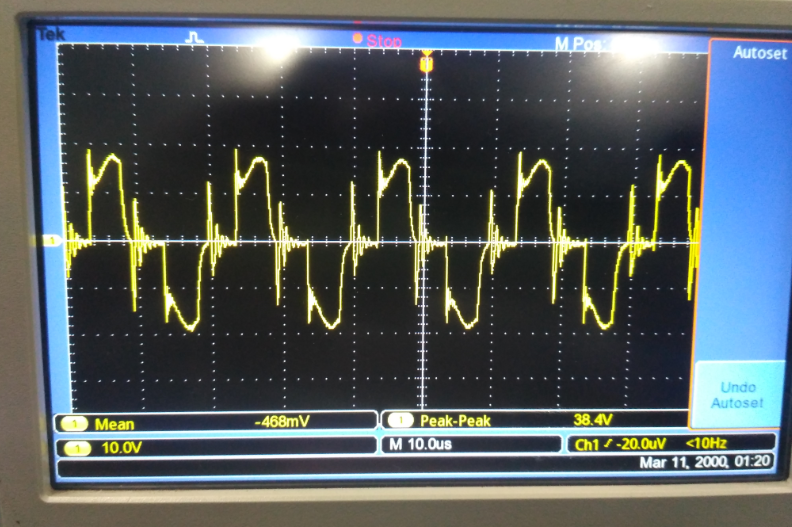 Tek
Stop
M Pos:
Autoset
1
Undo
Autoset
1 Mean -468mV
1 Peak-Peak 38.4V
1 10.0V
M 10.0us
Ch1 -20.0uV <10Hz
Mar 11, 2000, 01:20